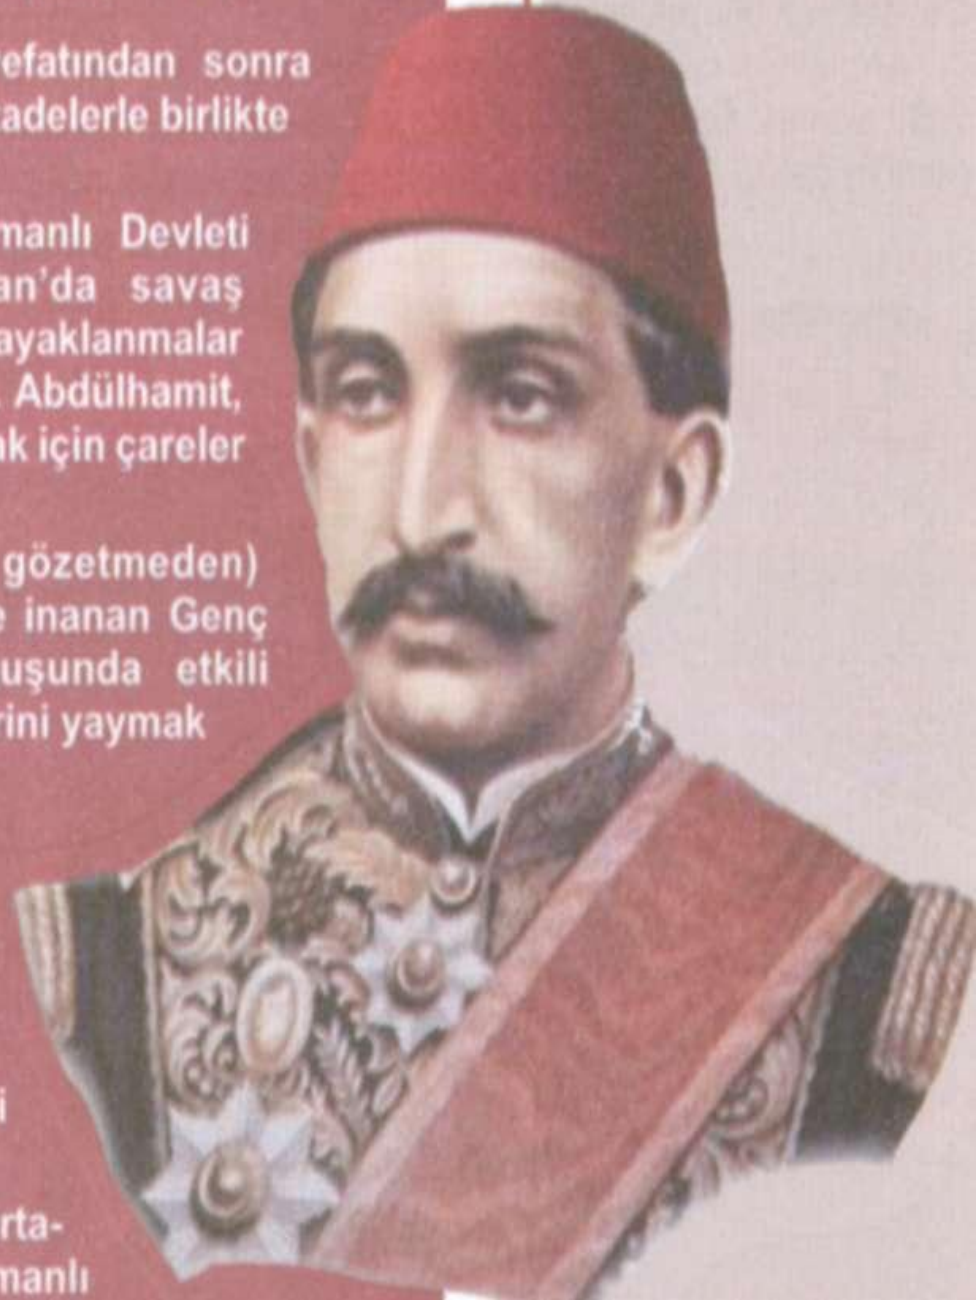 efatından sonra
adelerle birlikte
manlı Devleti
an'da savaş
ayaklanmalar
. Abdülhamit,
k için çareler
gözetmeden)
e inanan Genç
uşunda etkili
rini yaymak
i
rta-
manlı